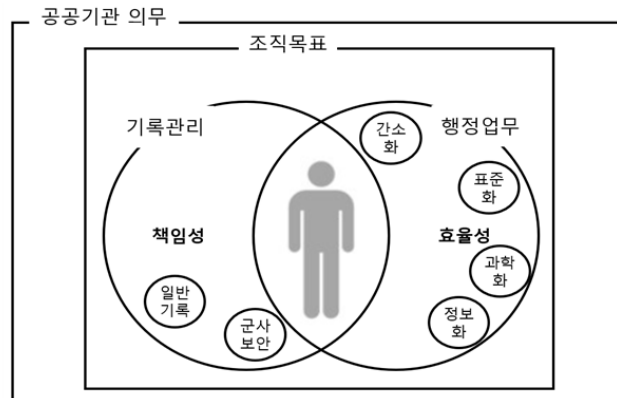 공공기관 의무
조직목표
기록관리
행정업무
간소
화
표준
화
책임성
효율성
과학
화
일반
기록
정보
화
군사
보안